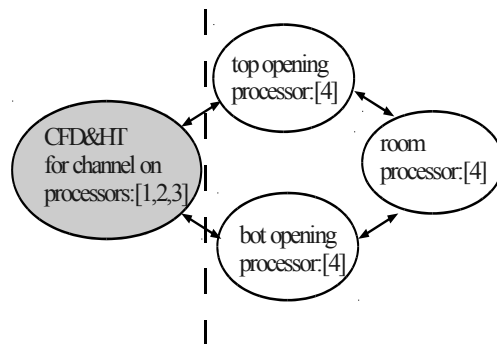 top opening
processor:[4]
CFD&HT
for channel on
processors:[1,2,3]
room
processor:[4]
bot opening
processor:[4]